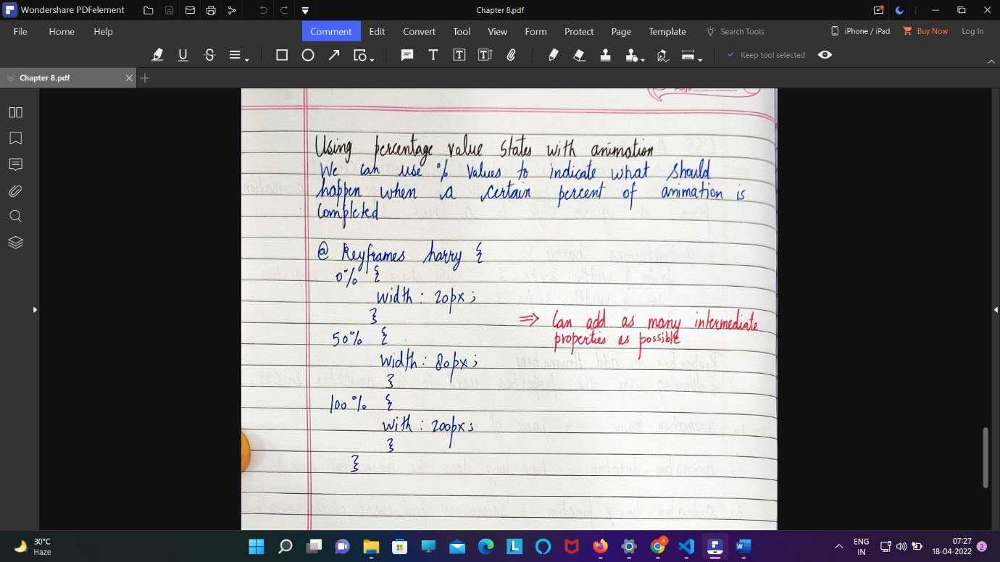 Wondershare PDFelement
Chapter 8.pdf
File Home Help Comment Edit Convert Tool View Form Protect Page Template Search Tools iPhone / iPad Buy Now Log In
Keep tool selected
Chapter 8.pdf
Page
Using percentage value states with animation
We can use % values to indicate what should
happen when a certain percent of animation is
completed
@ keyframes harry {
0% {
width : 20px ;
}
50% {
width : 80px ;
}
100% {
with : 200px ;
}
}
⇒ Can add as many intermediate
properties as possible
30°C
Haze
ENG
IN
07:27
18-04-2022
2